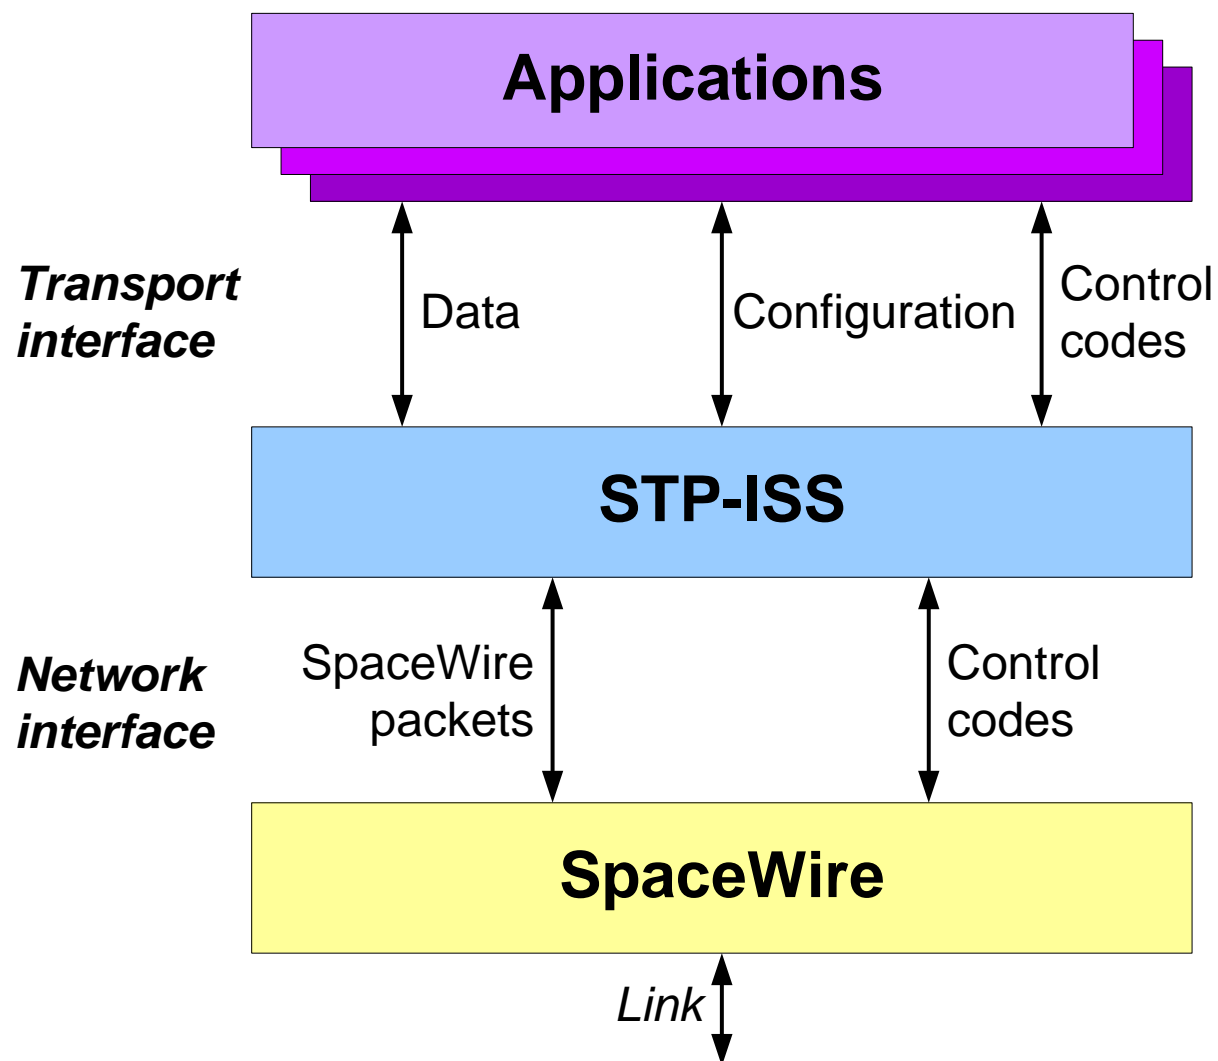 Applications
Transport
interface
Data
Configuration
Control
codes
STP-ISS
Network
interface
SpaceWire
packets
Control
codes
SpaceWire
Link